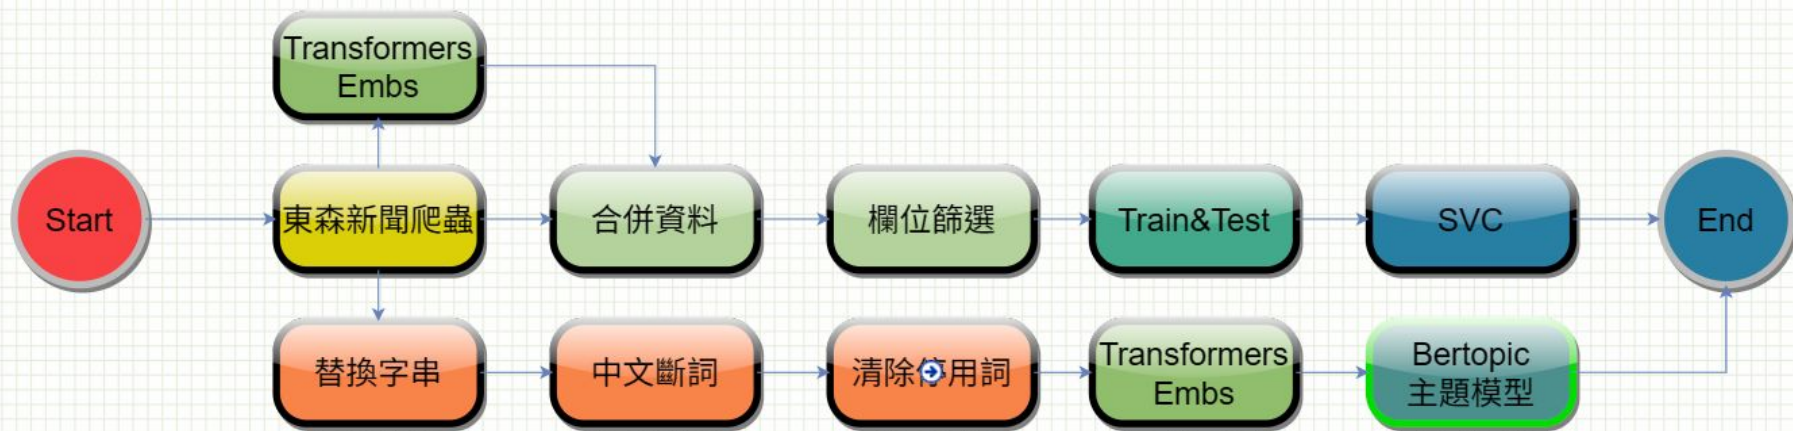 Transformers
Embs
Start
東森新聞爬蟲
合併資料
欄位篩選
Train&Test
SVC
End
替換字串
中文斷詞
清除停用詞
Transformers
Embs
Bertopic
主題模型